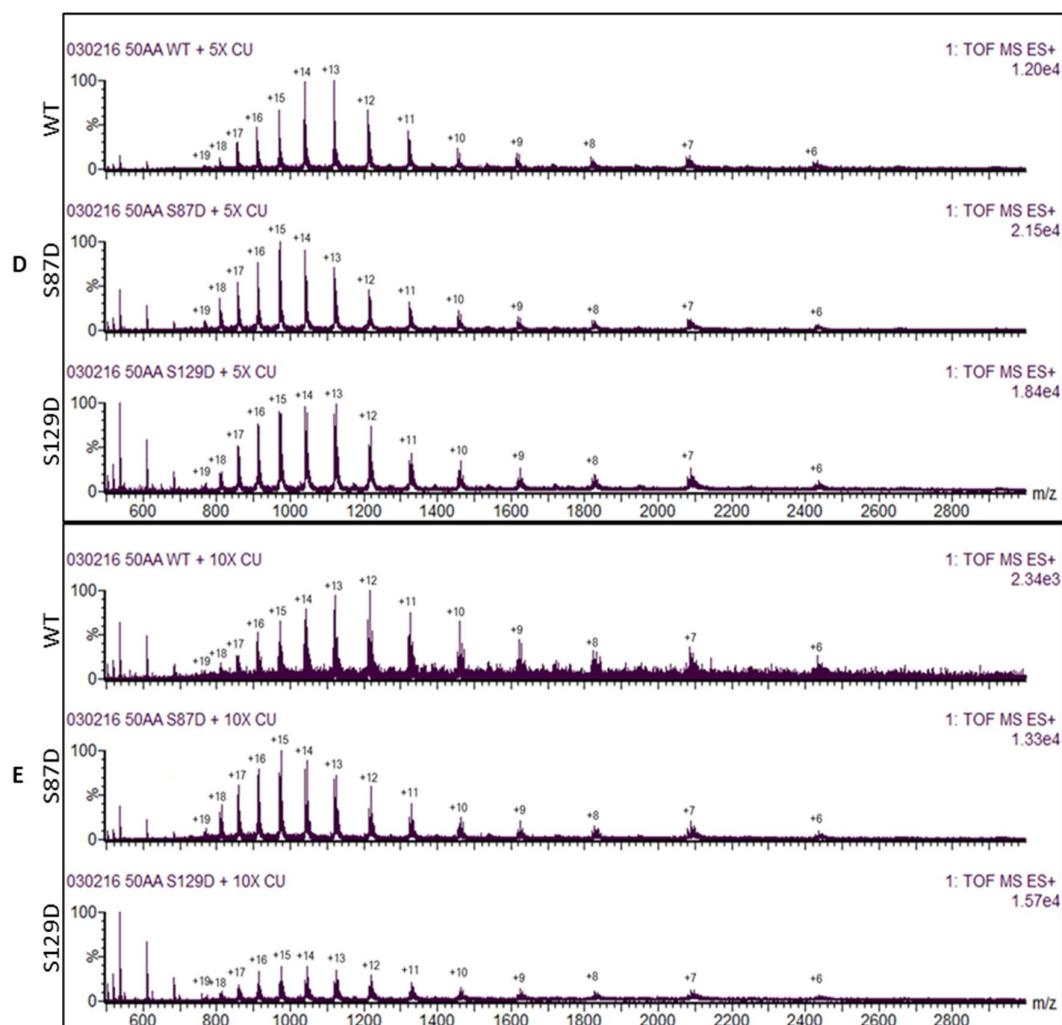 D
WT
030216 50AA WT + 5X CU
1: TOF MS ES+
1.20e4
100
%
0
+19 +18 +17 +16 +15 +14 +13 +12 +11 +10 +9 +8 +7 +6
S87D
030216 50AA S87D + 5X CU
1: TOF MS ES+
2.15e4
100
%
0
+19 +18 +17 +16 +15 +14 +13 +12 +11 +10 +9 +8 +7 +6
S129D
030216 50AA S129D + 5X CU
1: TOF MS ES+
1.84e4
100
%
0
+19 +18 +17 +16 +15 +14 +13 +12 +11 +10 +9 +8 +7 +6
600 800 1000 1200 1400 1600 1800 2000 2200 2400 2600 2800 m/z
E
WT
030216 50AA WT + 10X CU
1: TOF MS ES+
2.34e3
100
%
0
+19 +18 +17 +16 +15 +14 +13 +12 +11 +10 +9 +8 +7 +6
S87D
030216 50AA S87D + 10X CU
1: TOF MS ES+
1.33e4
100
%
0
+19 +18 +17 +16 +15 +14 +13 +12 +11 +10 +9 +8 +7 +6
S129D
030216 50AA S129D + 10X CU
1: TOF MS ES+
1.57e4
100
%
0
+19 +18 +17 +16 +15 +14 +13 +12 +11 +10 +9 +8 +7 +6
600 800 1000 1200 1400 1600 1800 2000 2200 2400 2600 2800 m/z